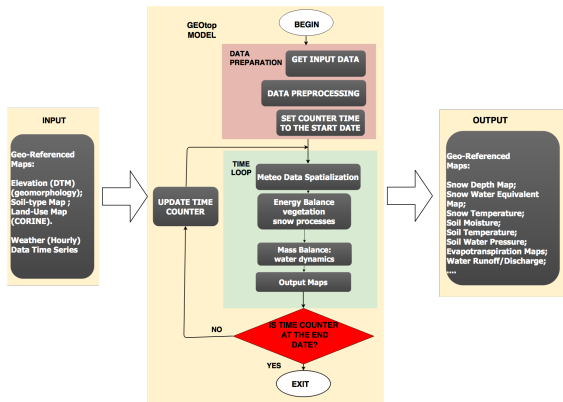 INPUT
Geo-Referenced
Maps:
Elevation (DTM)
(geomorphology);
Soil-type Map ;
Land-Use Map
(CORINE).
Weather (Hourly)
Data Time Series
GEOtop
MODEL
BEGIN
DATA
PREPARATION
GET INPUT DATA
DATA PREPROCESSING
SET COUNTER TIME
TO THE START DATE
TIME
LOOP
Meteo Data Spatialization
UPDATE TIME
COUNTER
Energy Balance
vegetation
snow processes
Mass Balance:
water dynamics
Output Maps
IS TIME COUNTER
AT THE END
DATE?
NO
YES
EXIT
OUTPUT
Geo-Referenced
Maps:
Snow Depth Map;
Snow Water Equivalent
Map;
Snow Temperature;
Soil Moisture;
Soil Temperature;
Soil Water Pressure;
Evapotranspiration Maps;
Water Runoff/Discharge;
....